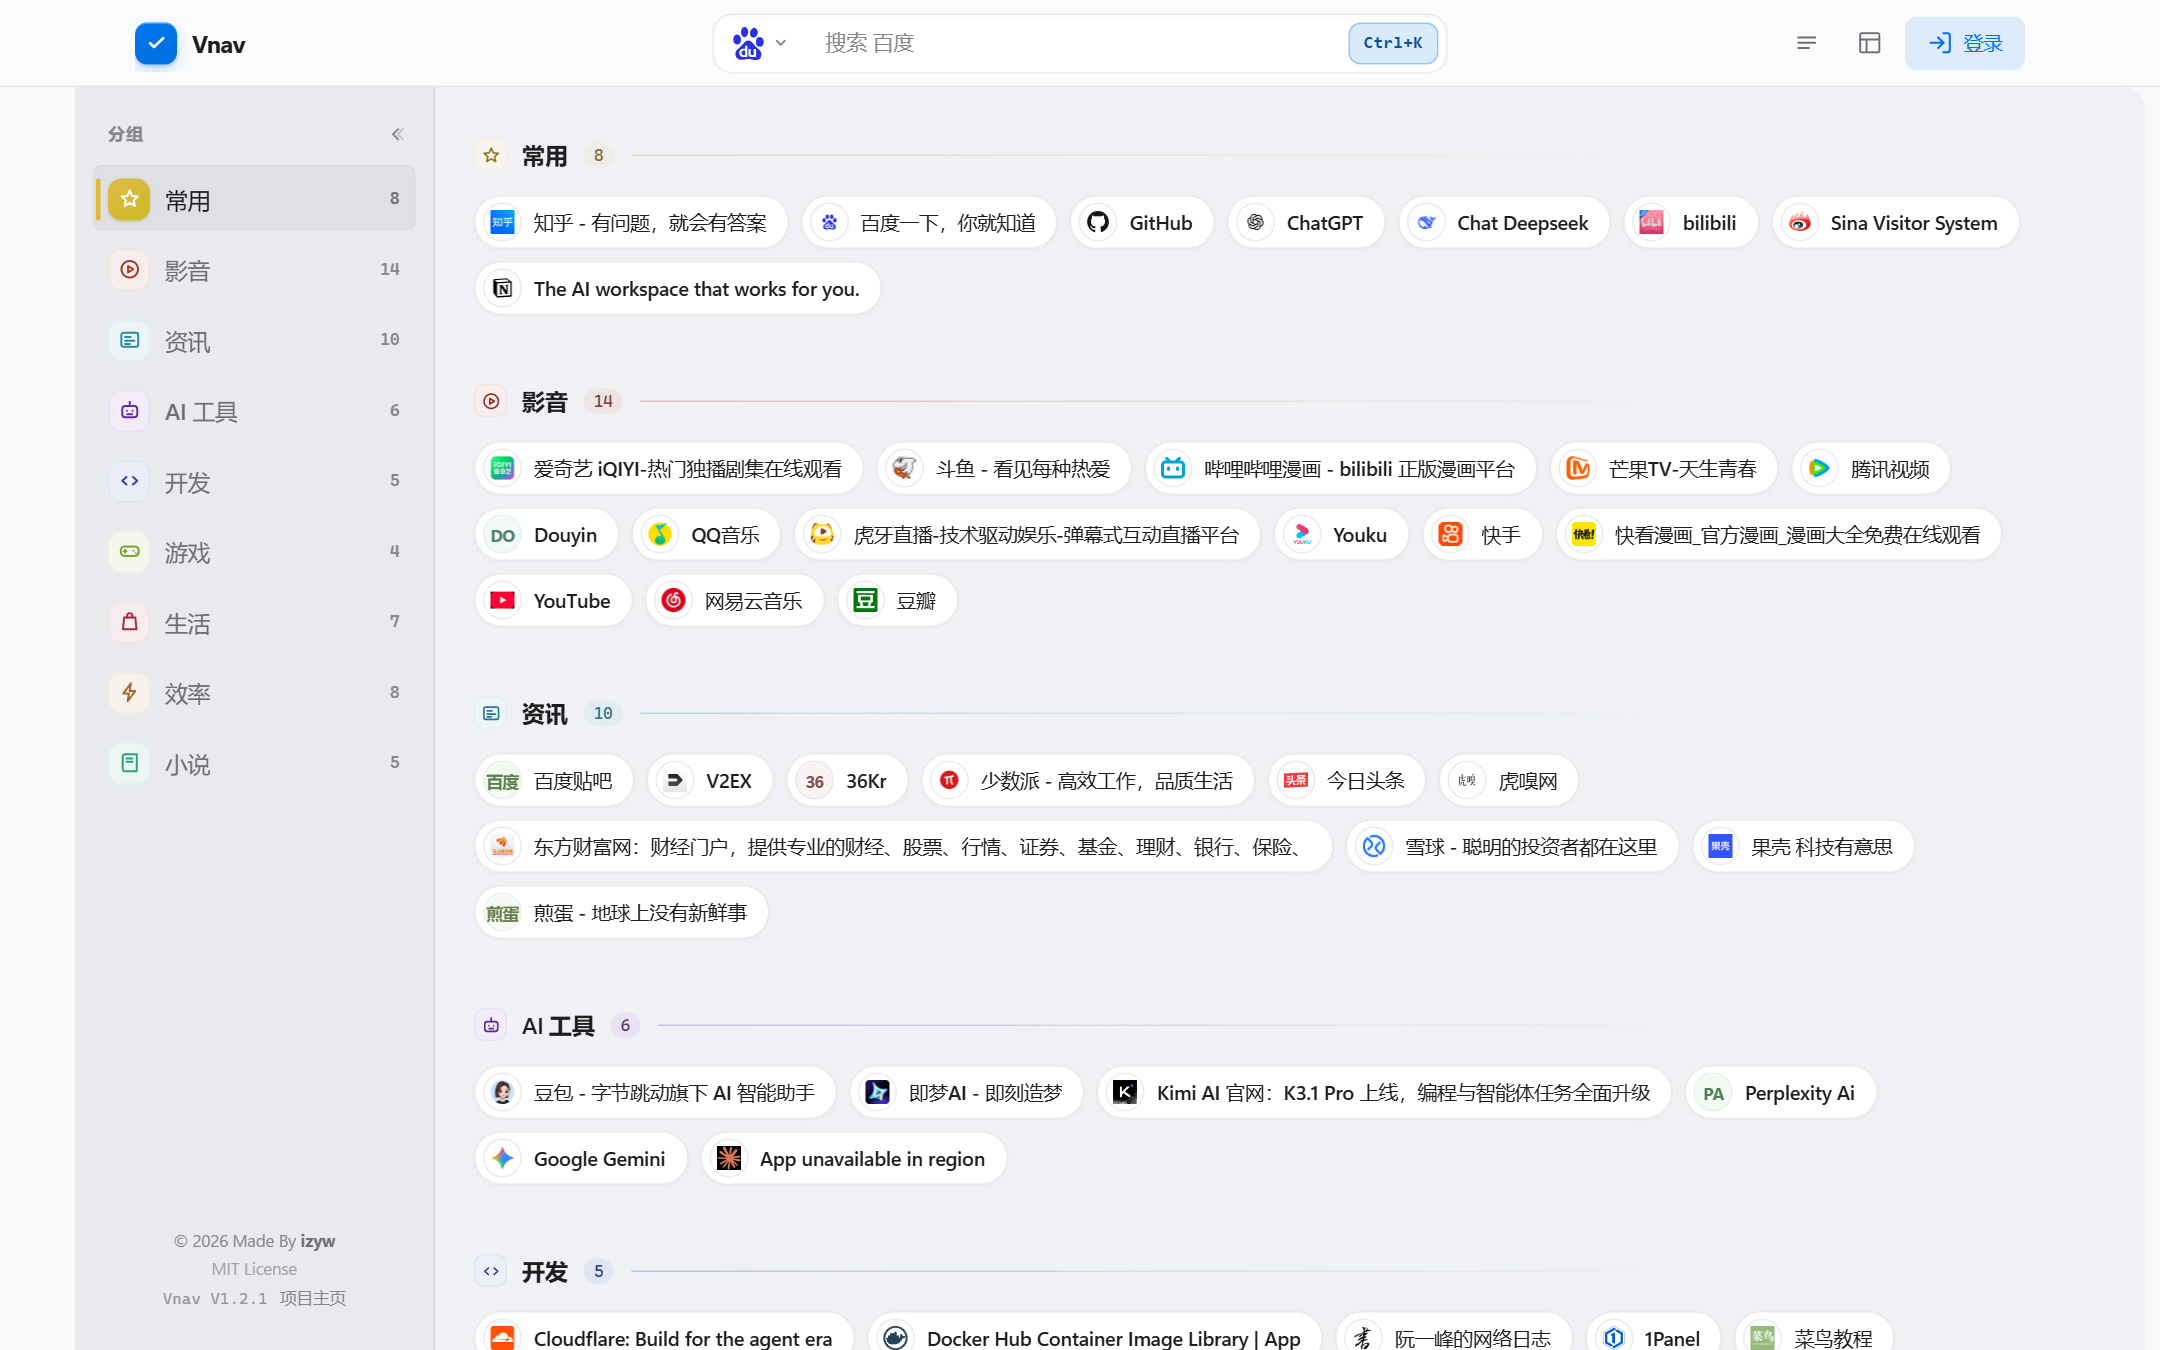 Vnav
搜索 百度
Ctrl+K
登录
分组
常用 8
影音 14
资讯 10
AI 工具 6
开发 5
游戏 4
生活 7
效率 8
小说 5
© 2026 Made By izyw
MIT License
Vnav V1.2.1 项目主页
常用 8
知乎 知乎 - 有问题，就会有答案
du 百度一下，你就知道
GitHub
ChatGPT
Chat Deepseek
bilibili
Sina Visitor System
The AI workspace that works for you.
影音 14
iQIYI 爱奇艺 爱奇艺 iQIYI-热门独播剧集在线观看
斗鱼 - 看见每种热爱
哔哩哔哩漫画 - bilibili 正版漫画平台
芒果TV-天生青春
腾讯视频
DO Douyin
QQ音乐
虎牙直播-技术驱动娱乐-弹幕式互动直播平台
YOUKU Youku
快手
快看! 快看漫画_官方漫画_漫画大全免费在线观看
YouTube
网易云音乐
豆 豆瓣
资讯 10
百度 百度贴吧
V2EX
36 36Kr
π 少数派 - 高效工作，品质生活
头条 今日头条
虎嗅 虎嗅网
东方财富网：财经门户，提供专业的财经、股票、行情、证券、基金、理财、银行、保险、
雪球 - 聪明的投资者都在这里
果壳 果壳 科技有意思
煎蛋 煎蛋 - 地球上没有新鲜事
AI 工具 6
豆包 - 字节跳动旗下 AI 智能助手
即梦AI - 即刻造梦
K Kimi AI 官网：K3.1 Pro 上线，编程与智能体任务全面升级
PA Perplexity Ai
Google Gemini
App unavailable in region
开发 5
Cloudflare: Build for the agent era
Docker Hub Container Image Library | App
阮一峰的网络日志
1Panel
菜鸟 菜鸟教程